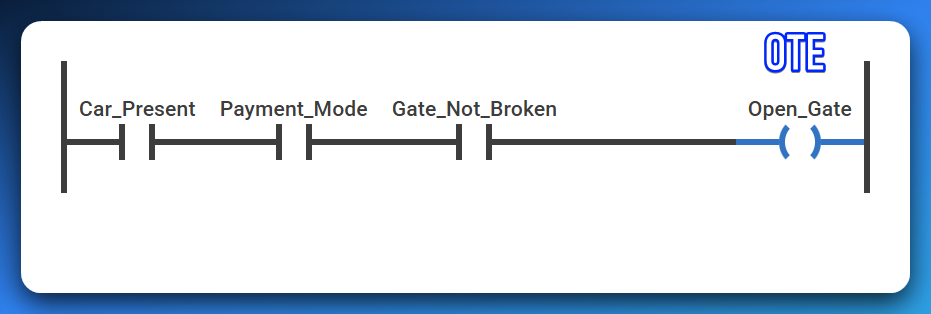 OTE
Car_Present Payment_Mode Gate_Not_Broken Open_Gate